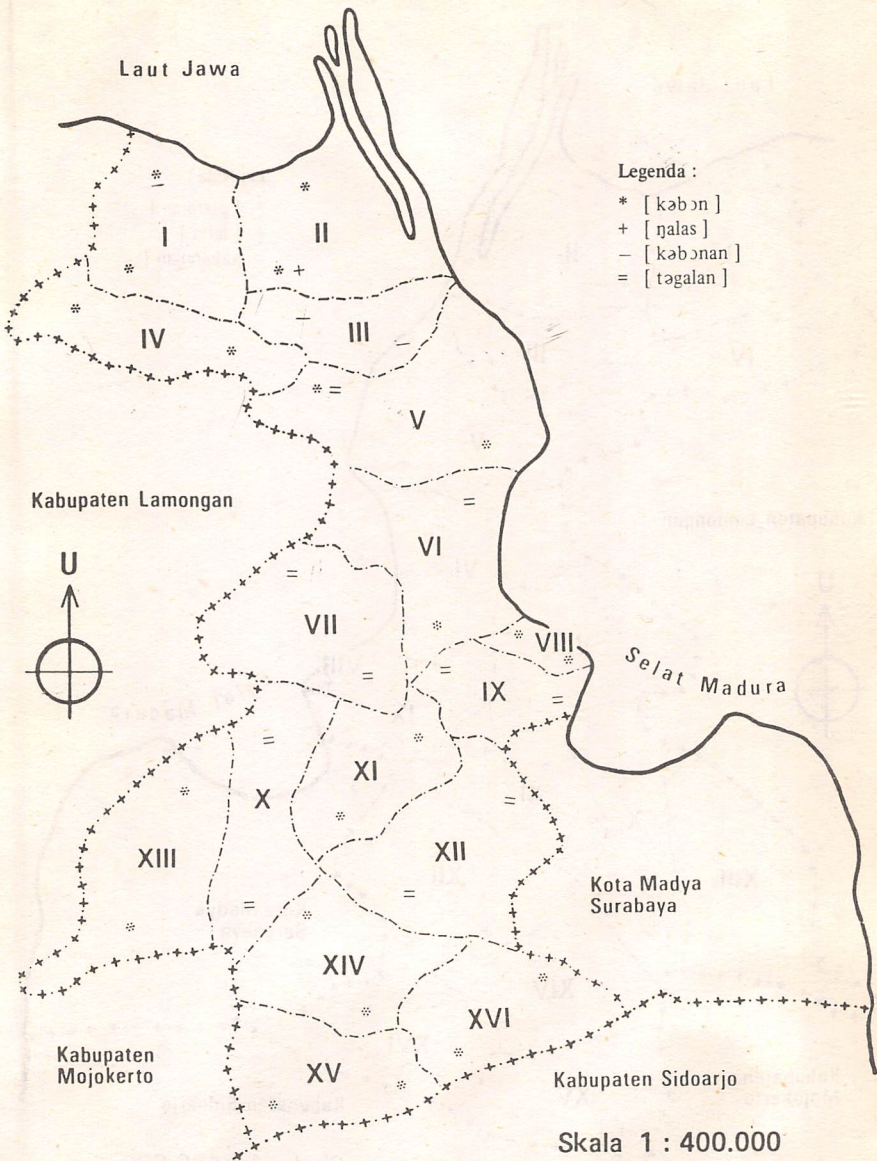 Laut Jawa
Legenda :
* [ kəbɔn ]
+ [ ŋalas ]
− [ kəbɔnan ]
= [ təgalan ]
I
II
III
IV
V
Kabupaten Lamongan
VI
U
VII
VIII
Selat Madura
IX
XI
X
XII
XIII
Kota Madya
Surabaya
XIV
XVI
Kabupaten
Mojokerto
XV
Kabupaten Sidoarjo
Skala 1 : 400.000